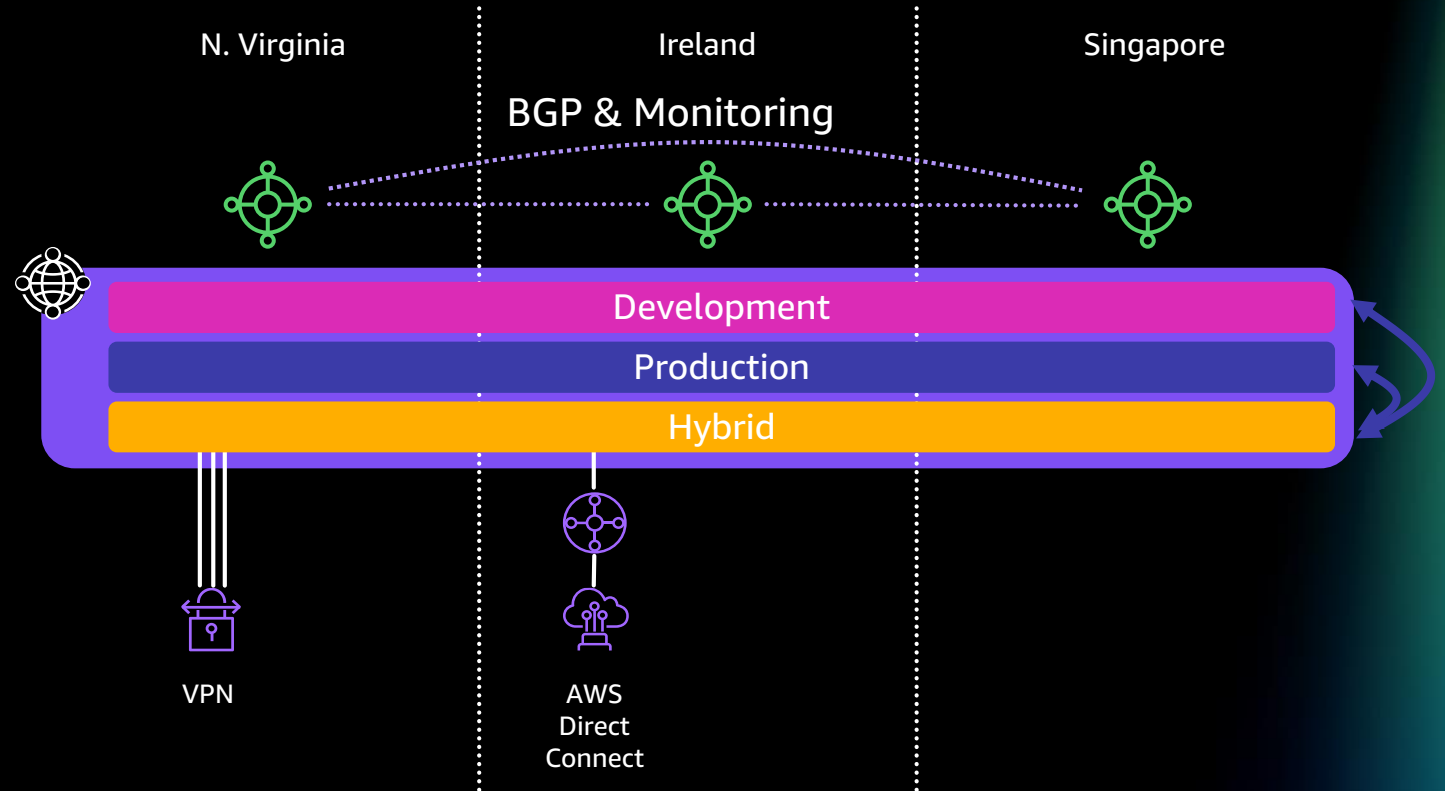 N. Virginia
Ireland
Singapore
BGP & Monitoring
Development
Production
Hybrid
VPN
AWS
Direct
Connect